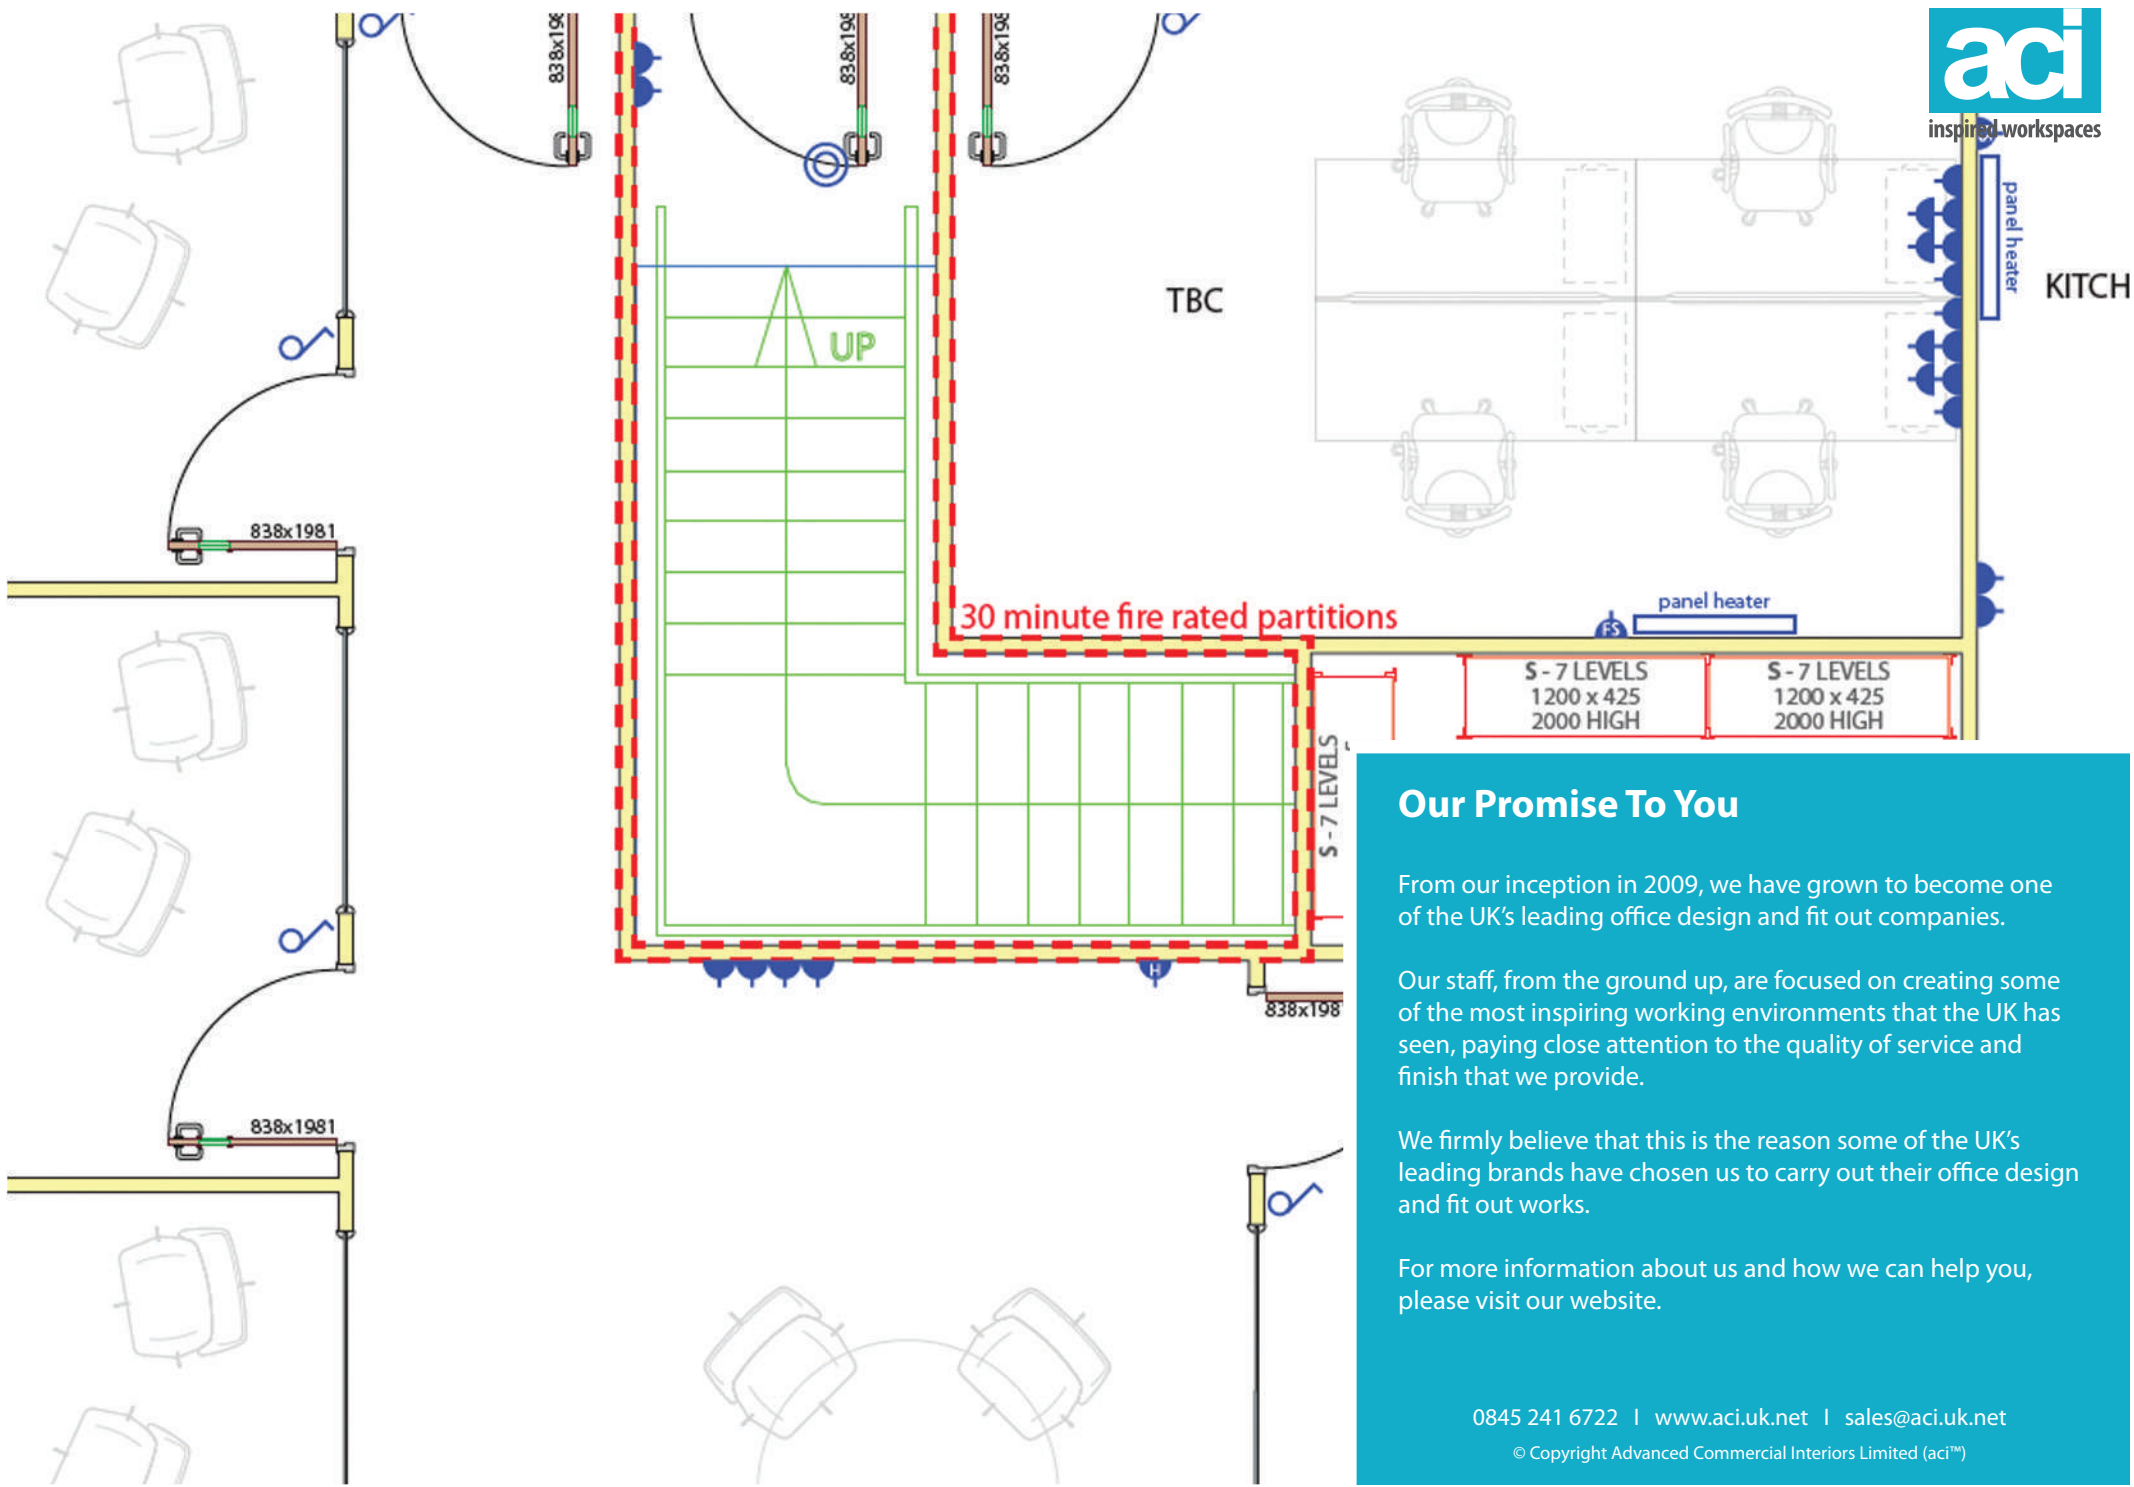 838x198
838x198
838x198
aci
inspired workspaces
panel heater
KITCH
TBC
UP
838x1981
panel heater
30 minute fire rated partitions
FS
S - 7 LEVELS
1200 x 425
2000 HIGH
S - 7 LEVELS
1200 x 425
2000 HIGH
S - 7 LEVELS
H
838x198
838x1981
Our Promise To You
From our inception in 2009, we have grown to become one
of the UK’s leading office design and fit out companies.
Our staff, from the ground up, are focused on creating some
of the most inspiring working environments that the UK has
seen, paying close attention to the quality of service and
finish that we provide.
We firmly believe that this is the reason some of the UK’s
leading brands have chosen us to carry out their office design
and fit out works.
For more information about us and how we can help you,
please visit our website.
0845 241 6722 | www.aci.uk.net | sales@aci.uk.net
© Copyright Advanced Commercial Interiors Limited (aci™)